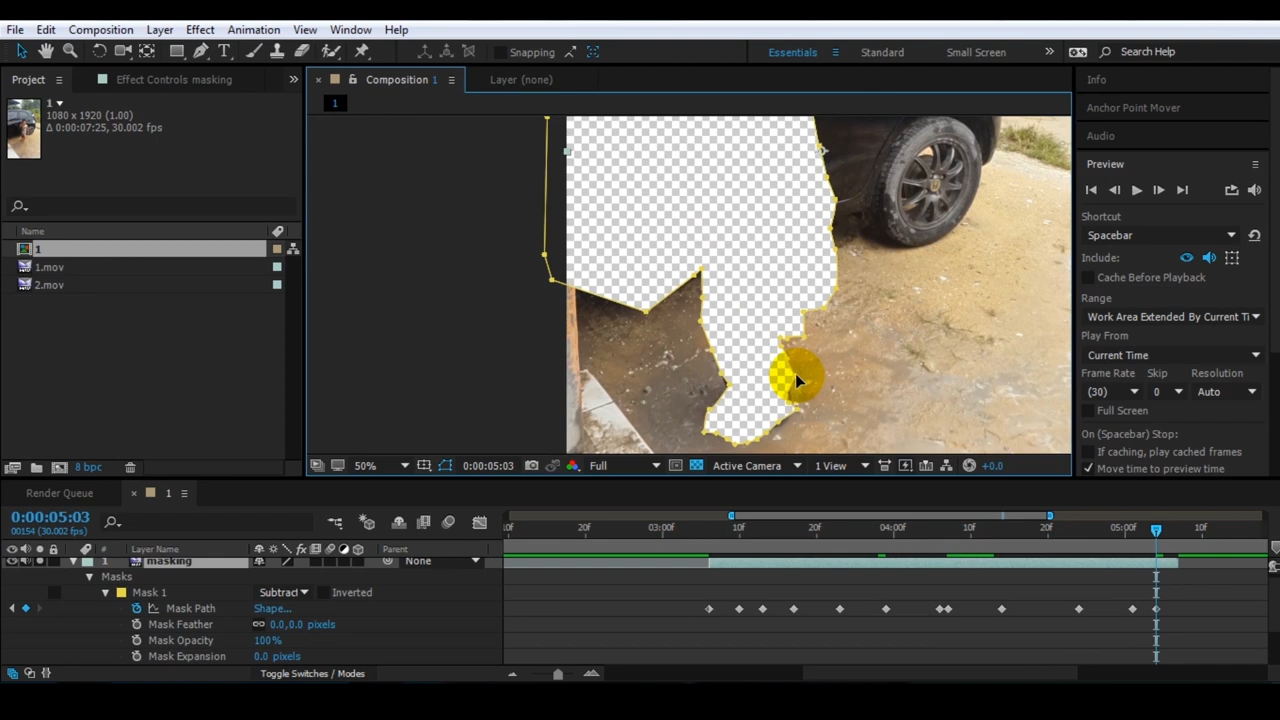 File Edit Composition Layer Effect Animation View Window Help
Snapping Essentials Standard Small Screen Search Help
Project Effect Controls masking
Composition 1 Layer (none)
Info
1
1080 x 1920 (1.00)
Δ 0:00:07:25, 30.002 fps
1
Anchor Point Mover
Audio
Preview
Shortcut
Spacebar
Include:
Cache Before Playback
Range
Work Area Extended By Current Ti
Play From
Current Time
Frame Rate Skip Resolution
(30) 0 Auto
Full Screen
On (Spacebar) Stop:
If caching, play cached frames
Move time to preview time
Name
1
1.mov
2.mov
8 bpc
50% 0:00:05:03 Full Active Camera 1 View +0.0
Render Queue 1
0:00:05:03
00154 (30.002 fps)
0f 20f 03:00f 10f 20f 04:00f 10f 20f 05:00f 10f
# Layer Name Parent
1 masking None
Masks
Mask 1 Subtract Inverted
Mask Path Shape...
Mask Feather 0.0,0.0 pixels
Mask Opacity 100%
Mask Expansion 0.0 pixels
Toggle Switches / Modes